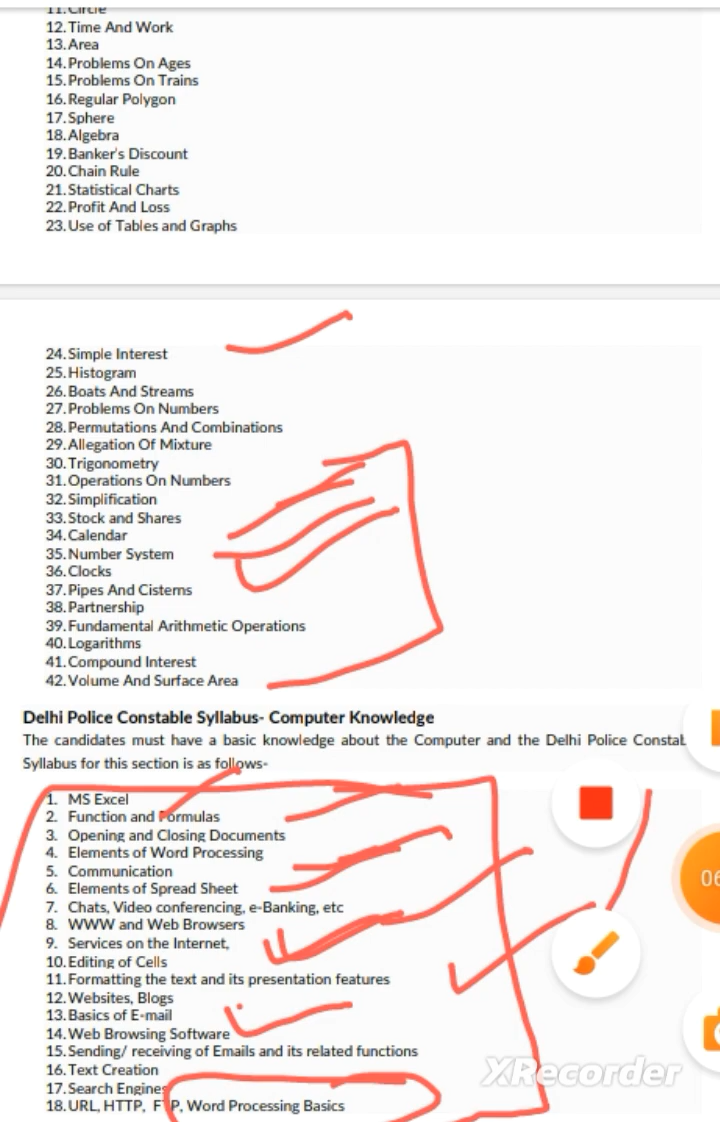 11. Circle
12. Time And Work
13. Area
14. Problems On Ages
15. Problems On Trains
16. Regular Polygon
17. Sphere
18. Algebra
19. Banker's Discount
20. Chain Rule
21. Statistical Charts
22. Profit And Loss
23. Use of Tables and Graphs
24. Simple Interest
25. Histogram
26. Boats And Streams
27. Problems On Numbers
28. Permutations And Combinations
29. Allegation Of Mixture
30. Trigonometry
31. Operations On Numbers
32. Simplification
33. Stock and Shares
34. Calendar
35. Number System
36. Clocks
37. Pipes And Cisterns
38. Partnership
39. Fundamental Arithmetic Operations
40. Logarithms
41. Compound Interest
42. Volume And Surface Area
Delhi Police Constable Syllabus- Computer Knowledge
The candidates must have a basic knowledge about the Computer and the Delhi Police Constab
Syllabus for this section is as follows-
1. MS Excel
2. Function and Formulas
3. Opening and Closing Documents
4. Elements of Word Processing
5. Communication
6. Elements of Spread Sheet
7. Chats, Video conferencing, e-Banking, etc
8. WWW and Web Browsers
9. Services on the Internet,
10. Editing of Cells
11. Formatting the text and its presentation features
12. Websites, Blogs
13. Basics of E-mail
14. Web Browsing Software
15. Sending/ receiving of Emails and its related functions
16. Text Creation
17. Search Engines
18. URL, HTTP, FTP, Word Processing Basics
06
XRecorder